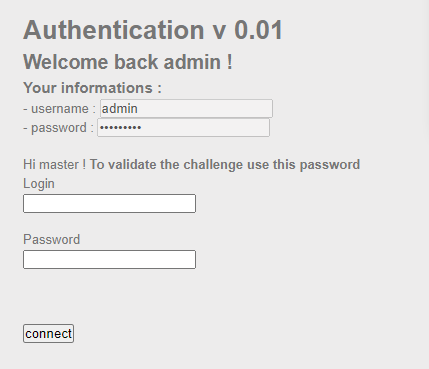 Authentication v 0.01
Welcome back admin !
Your informations :
- username : admin
- password : •••••••••
Hi master ! To validate the challenge use this password
Login
Password
connect